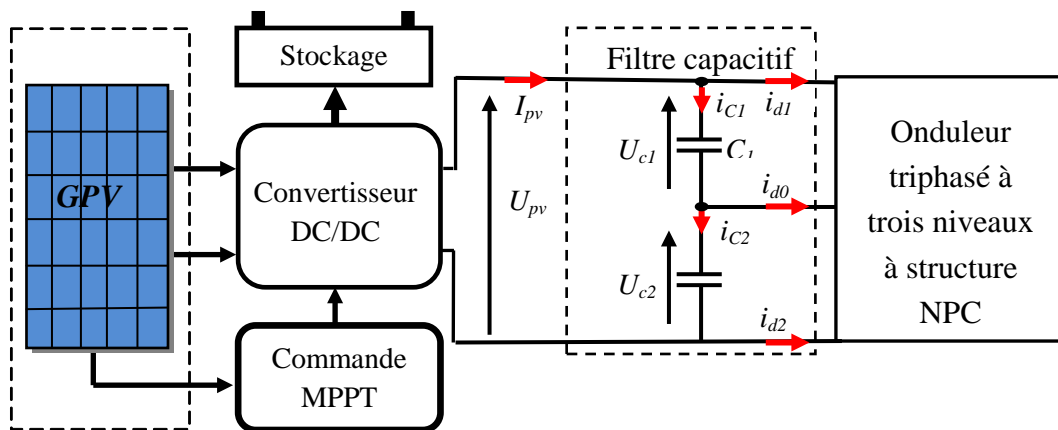 GPV
Stockage
Convertisseur
DC/DC
Commande
MPPT
I_pv
U_pv
Filtre capacitif
i_C1
i_d1
U_c1
C₁
i_d0
i_C2
U_c2
i_d2
Onduleur
triphasé à
trois niveaux
à structure
NPC